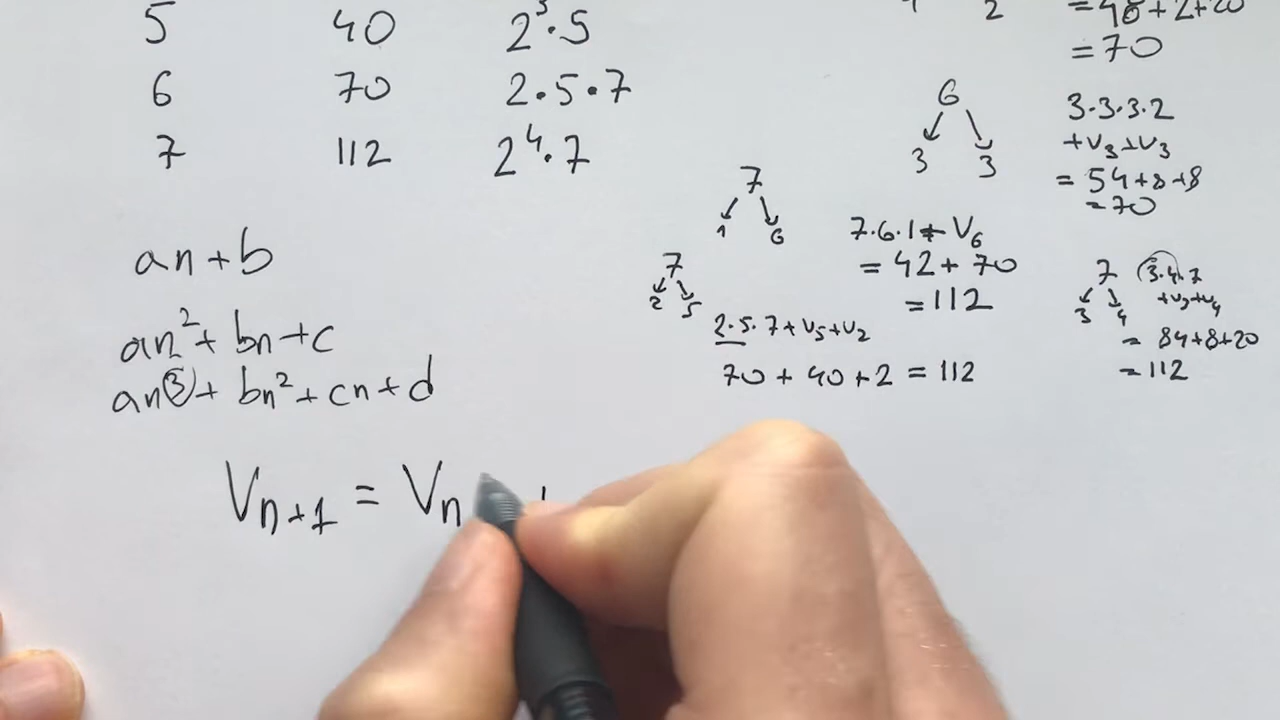 5 40 2³·5
6 70 2·5·7
7 112 2⁴·7
an+b
an²+bn+c
an³+bn²+cn+d
Vn+1 = Vn
2
=48+2+20
=70
6
3 3
3·3·3·2
+V3+V3
=54+8+8
=70
7
1 6
7·6·1+V6
=42+70
=112
7
2 5
2·5·7+V5+V2
70+40+2=112
7
3 4
3·4·7
=84+8+20
=112